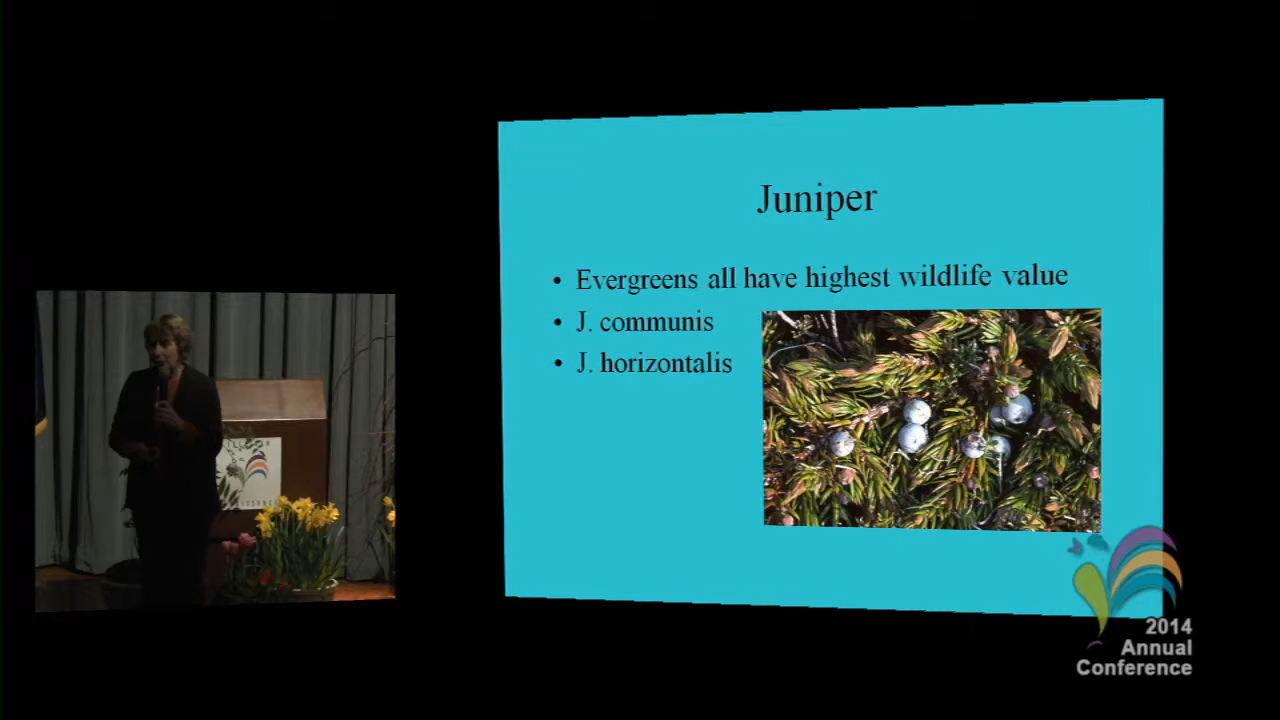 Juniper
• Evergreens all have highest wildlife value
• J. communis
• J. horizontalis
2014
Annual
Conference